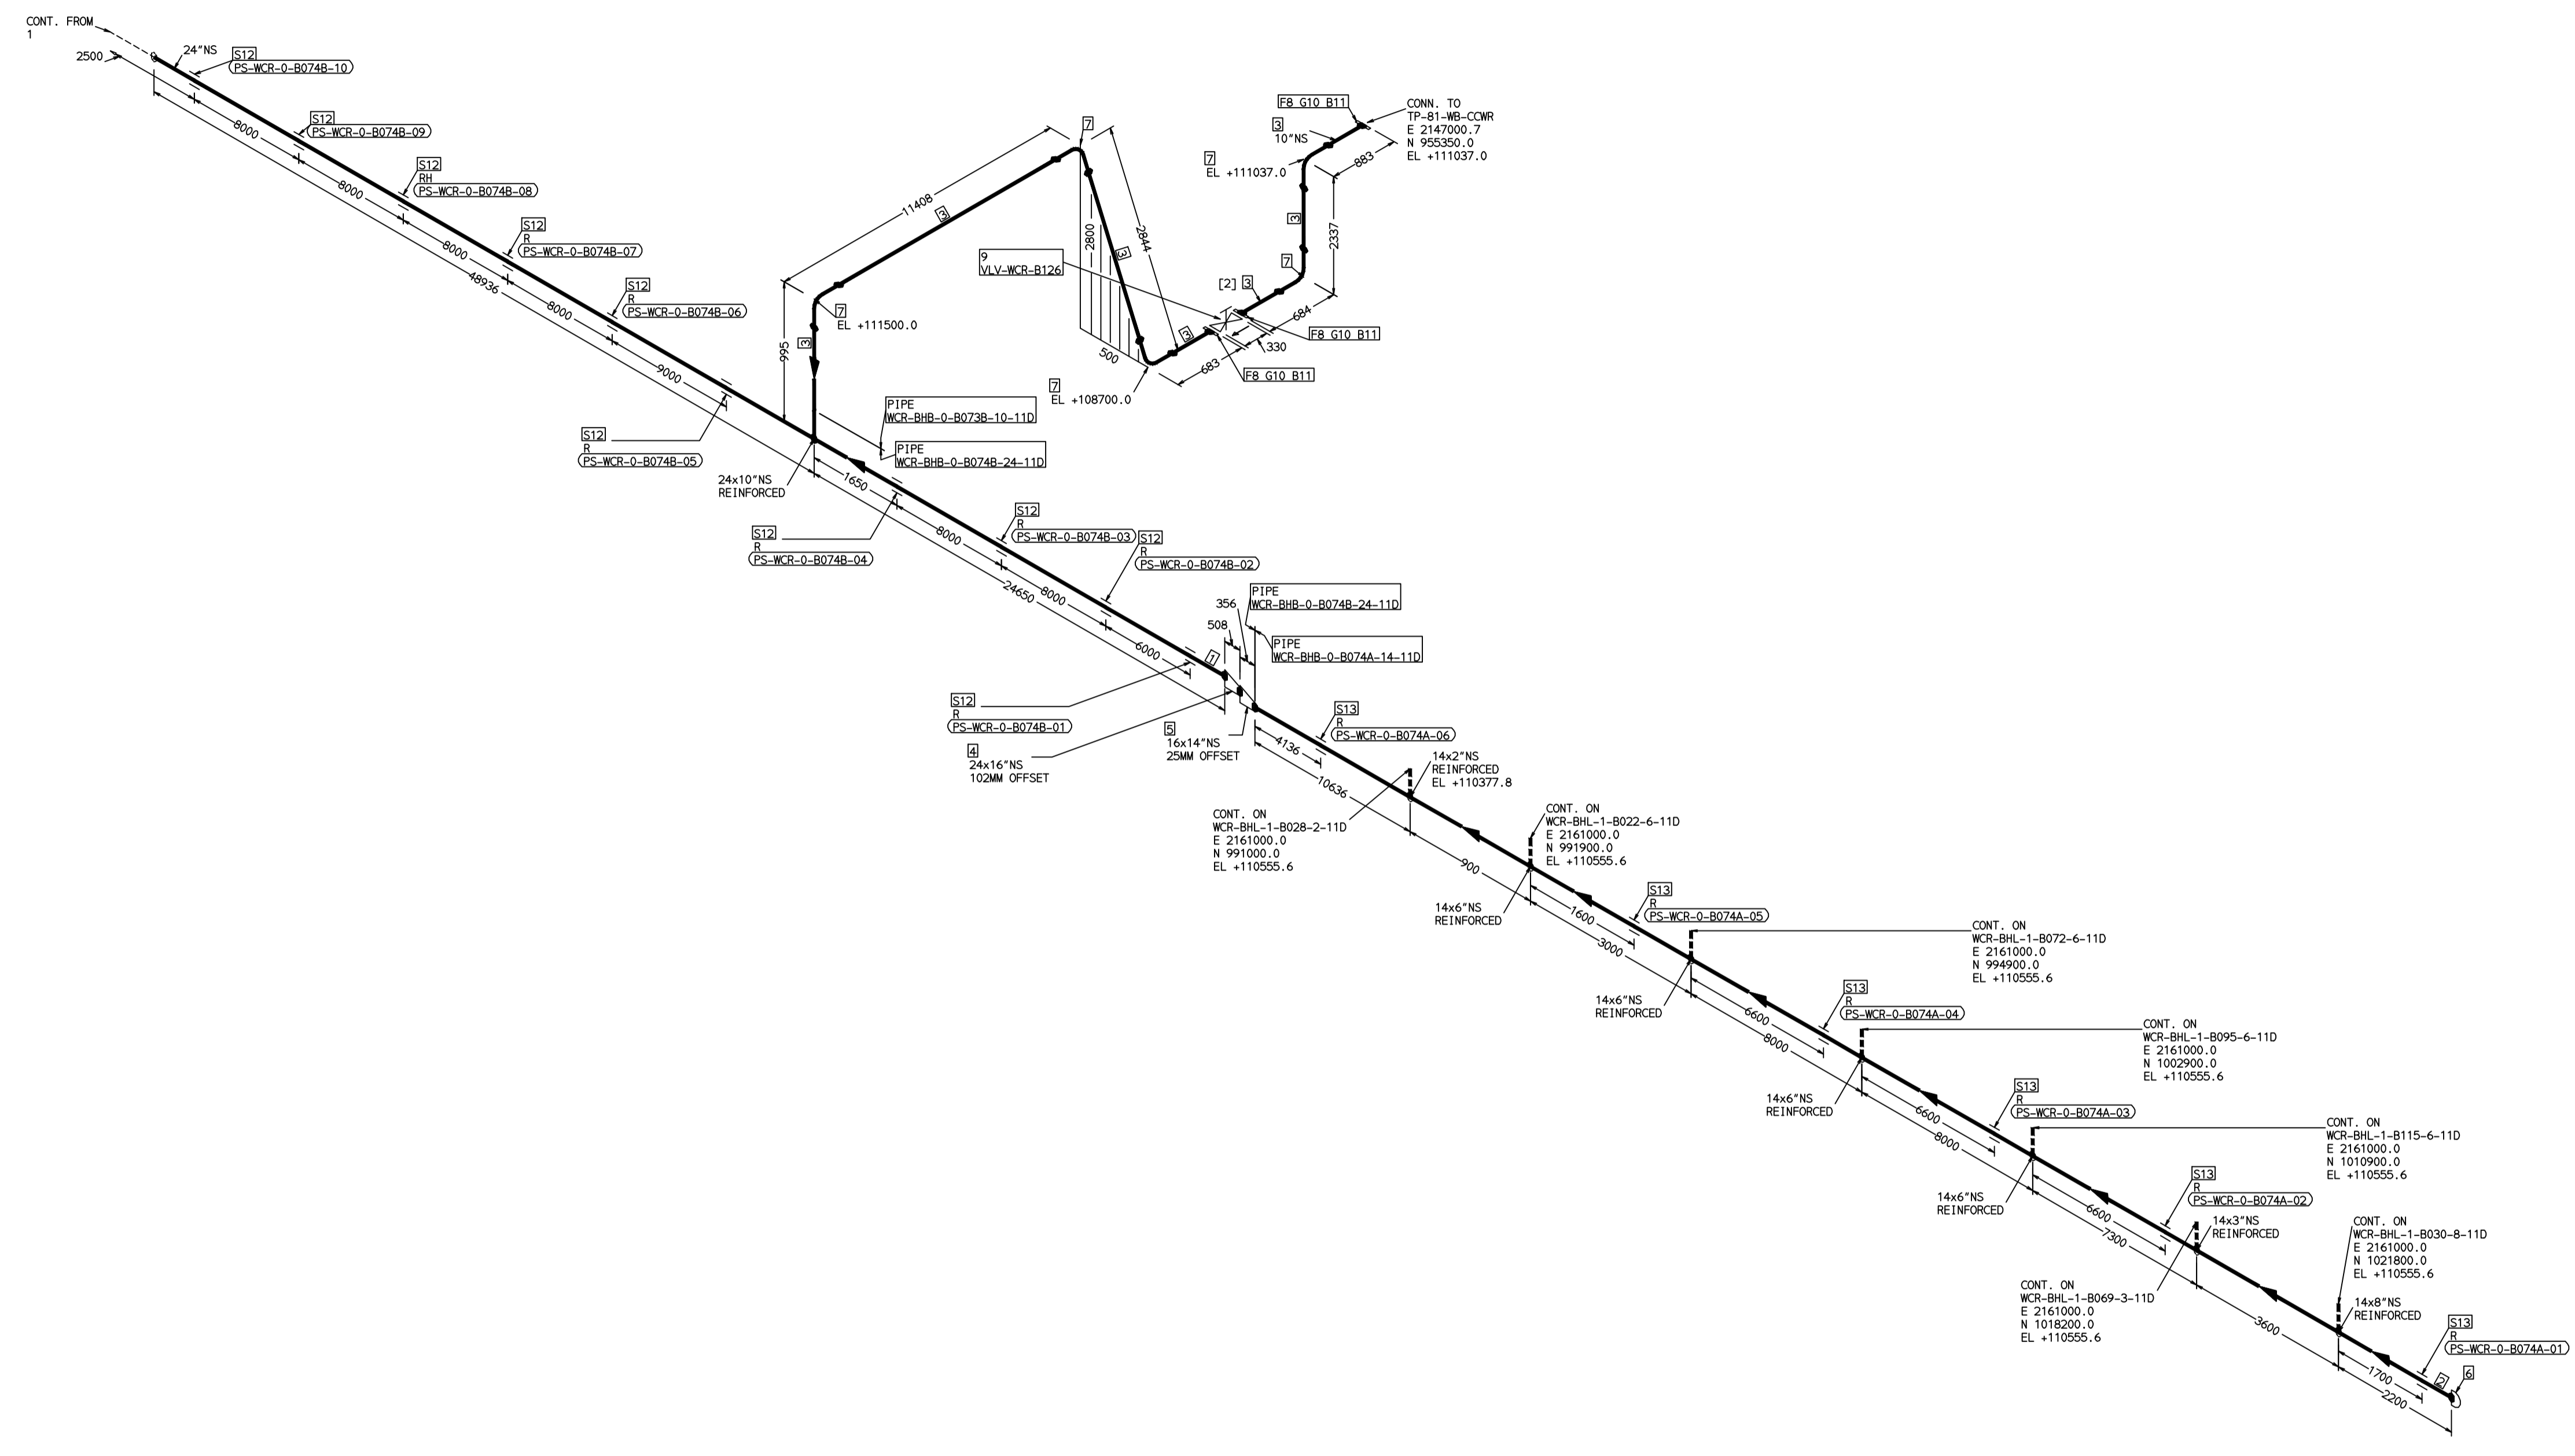 CONT. FROM
1
2500
24"NS
S12
PS-WCR-0-B074B-10
8000
S12
PS-WCR-0-B074B-09
8000
S12
RH
PS-WCR-0-B074B-08
8000
48936
S12
R
PS-WCR-0-B074B-07
8000
S12
R
PS-WCR-0-B074B-06
9000
S12
R
PS-WCR-0-B074B-05
995
3
7
EL +111500.0
11408
3
7
2800
3
2844
500
7
EL +108700.0
9
VLV-WCR-B126
[2] 3
3
683
330
684
F8 G10 B11
F8 G10 B11
7
3
2337
7
EL +111037.0
3
10"NS
883
F8 G10 B11
CONN. TO
TP-81-WB-CCWR
E 2147000.7
N 955350.0
EL +111037.0
PIPE
WCR-BHB-0-B073B-10-11D
PIPE
WCR-BHB-0-B074B-24-11D
24x10"NS
REINFORCED
1650
S12
R
PS-WCR-0-B074B-04
8000
24650
S12
R
PS-WCR-0-B074B-03
8000
S12
R
PS-WCR-0-B074B-02
6000
1
S12
R
PS-WCR-0-B074B-01
356
508
PIPE
WCR-BHB-0-B074B-24-11D
PIPE
WCR-BHB-0-B074A-14-11D
4
24x16"NS
102MM OFFSET
5
16x14"NS
25MM OFFSET
S13
R
PS-WCR-0-B074A-06
4136
10636
14x2"NS
REINFORCED
EL +110377.8
CONT. ON
WCR-BHL-1-B028-2-11D
E 2161000.0
N 991000.0
EL +110555.6
900
CONT. ON
WCR-BHL-1-B022-6-11D
E 2161000.0
N 991900.0
EL +110555.6
14x6"NS
REINFORCED
1600
3000
S13
R
PS-WCR-0-B074A-05
CONT. ON
WCR-BHL-1-B072-6-11D
E 2161000.0
N 994900.0
EL +110555.6
14x6"NS
REINFORCED
6600
8000
S13
R
PS-WCR-0-B074A-04
CONT. ON
WCR-BHL-1-B095-6-11D
E 2161000.0
N 1002900.0
EL +110555.6
14x6"NS
REINFORCED
6600
8000
S13
R
PS-WCR-0-B074A-03
CONT. ON
WCR-BHL-1-B115-6-11D
E 2161000.0
N 1010900.0
EL +110555.6
14x6"NS
REINFORCED
6600
7300
S13
R
PS-WCR-0-B074A-02
14x3"NS
REINFORCED
CONT. ON
WCR-BHL-1-B069-3-11D
E 2161000.0
N 1018200.0
EL +110555.6
3600
CONT. ON
WCR-BHL-1-B030-8-11D
E 2161000.0
N 1021800.0
EL +110555.6
14x8"NS
REINFORCED
1700
2200
S13
R
PS-WCR-0-B074A-01
2
6